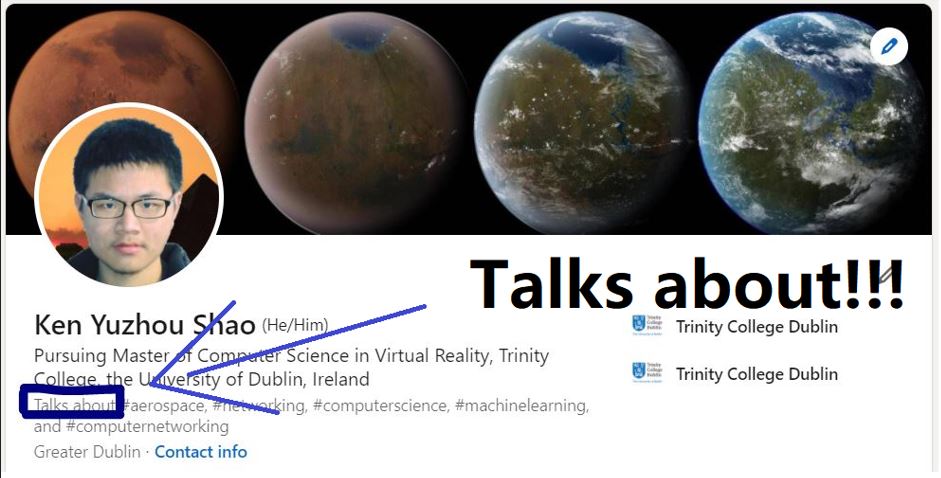 Talks about!!!
Ken Yuzhou Shao (He/Him)
Pursuing Master of Computer Science in Virtual Reality, Trinity
College, the University of Dublin, Ireland
Talks about #aerospace, #networking, #computerscience, #machinelearning,
and #computernetworking
Greater Dublin · Contact info
Trinity College Dublin
Trinity College Dublin